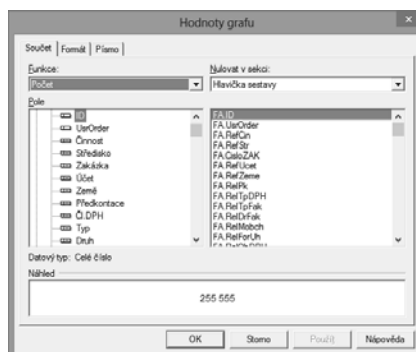 Hodnoty grafu
Součet Formát Písmo
Funkce: Nulovat v sekci:
Počet Hlavička sestavy
Pole
ID
UsrOrder
Činnost
Středisko
Zakázka
Účet
Země
Předkontace
Čl.DPH
Typ
Druh
FA.ID
FA.UsrOrder
FA.RefCin
FA.RefStr
FA.CisloZAK
FA.RefUcet
FA.RefZeme
FA.RelPk
FA.RelTpDPH
FA.RelTpFak
FA.RelDrFak
FA.RelMobch
FA.RelForUh
Datový typ: Celé číslo
Náhled
255 555
OK Storno Použít Nápověda